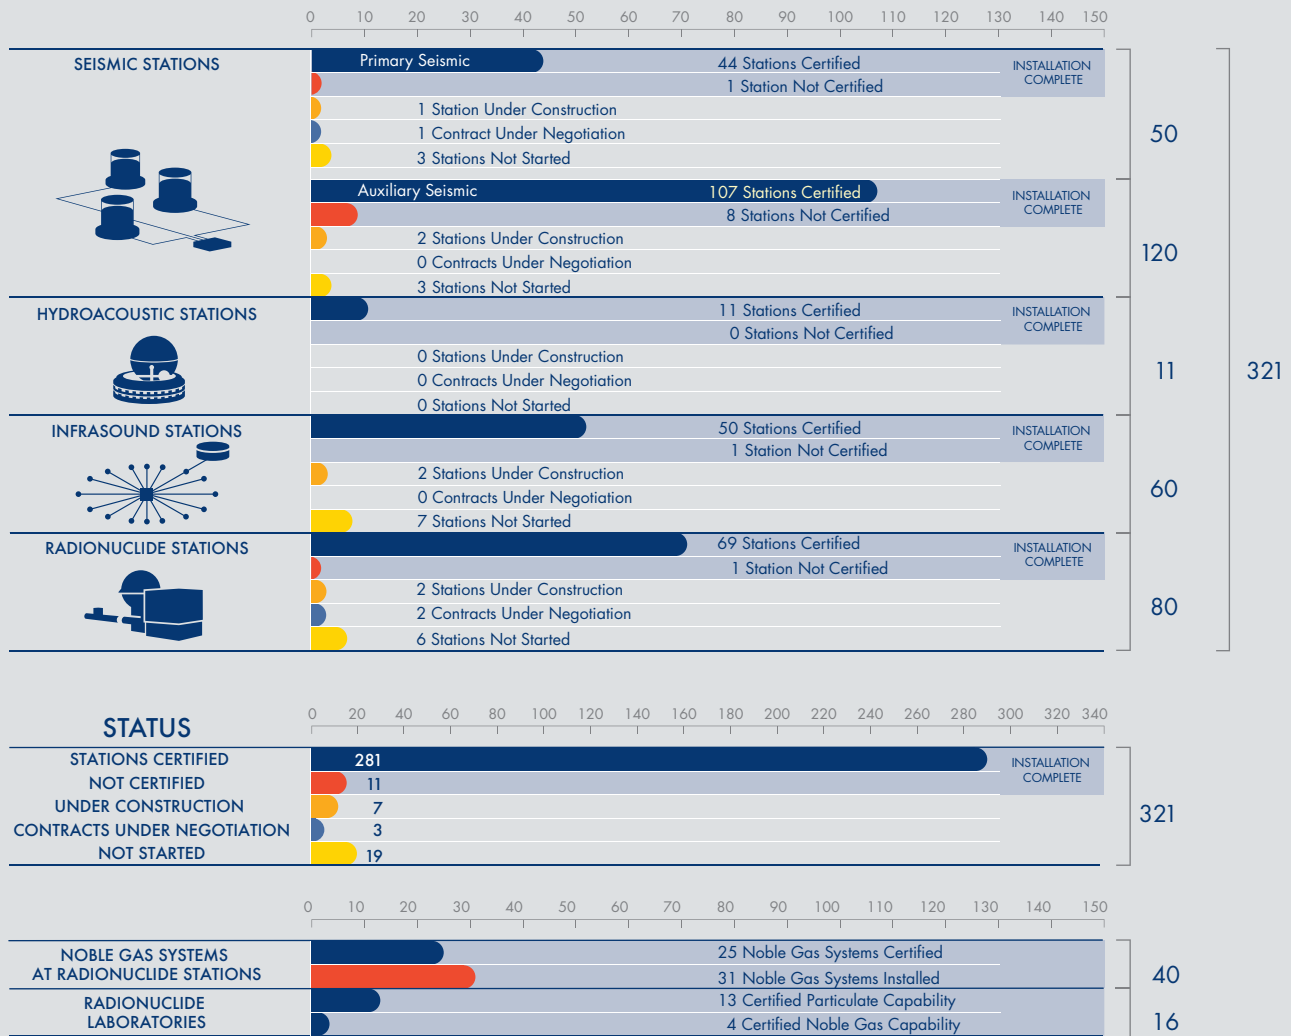 0 10 20 30 40 50 60 70 80 90 100 110 120 130 140 150
SEISMIC STATIONS
Primary Seismic 44 Stations Certified
1 Station Not Certified
INSTALLATION
COMPLETE
1 Station Under Construction
1 Contract Under Negotiation
3 Stations Not Started
50
Auxiliary Seismic 107 Stations Certified
8 Stations Not Certified
INSTALLATION
COMPLETE
2 Stations Under Construction
0 Contracts Under Negotiation
3 Stations Not Started
120
HYDROACOUSTIC STATIONS
11 Stations Certified
0 Stations Not Certified
INSTALLATION
COMPLETE
0 Stations Under Construction
0 Contracts Under Negotiation
0 Stations Not Started
11
321
INFRASOUND STATIONS
50 Stations Certified
1 Station Not Certified
INSTALLATION
COMPLETE
2 Stations Under Construction
0 Contracts Under Negotiation
7 Stations Not Started
60
RADIONUCLIDE STATIONS
69 Stations Certified
1 Station Not Certified
INSTALLATION
COMPLETE
2 Stations Under Construction
2 Contracts Under Negotiation
6 Stations Not Started
80
STATUS
0 20 40 60 80 100 120 140 160 180 200 220 240 260 280 300 320 340
STATIONS CERTIFIED 281
NOT CERTIFIED 11
INSTALLATION
COMPLETE
UNDER CONSTRUCTION 7
CONTRACTS UNDER NEGOTIATION 3
NOT STARTED 19
321
0 10 20 30 40 50 60 70 80 90 100 110 120 130 140 150
NOBLE GAS SYSTEMS
AT RADIONUCLIDE STATIONS
25 Noble Gas Systems Certified
31 Noble Gas Systems Installed
40
RADIONUCLIDE
LABORATORIES
13 Certified Particulate Capability
4 Certified Noble Gas Capability
16